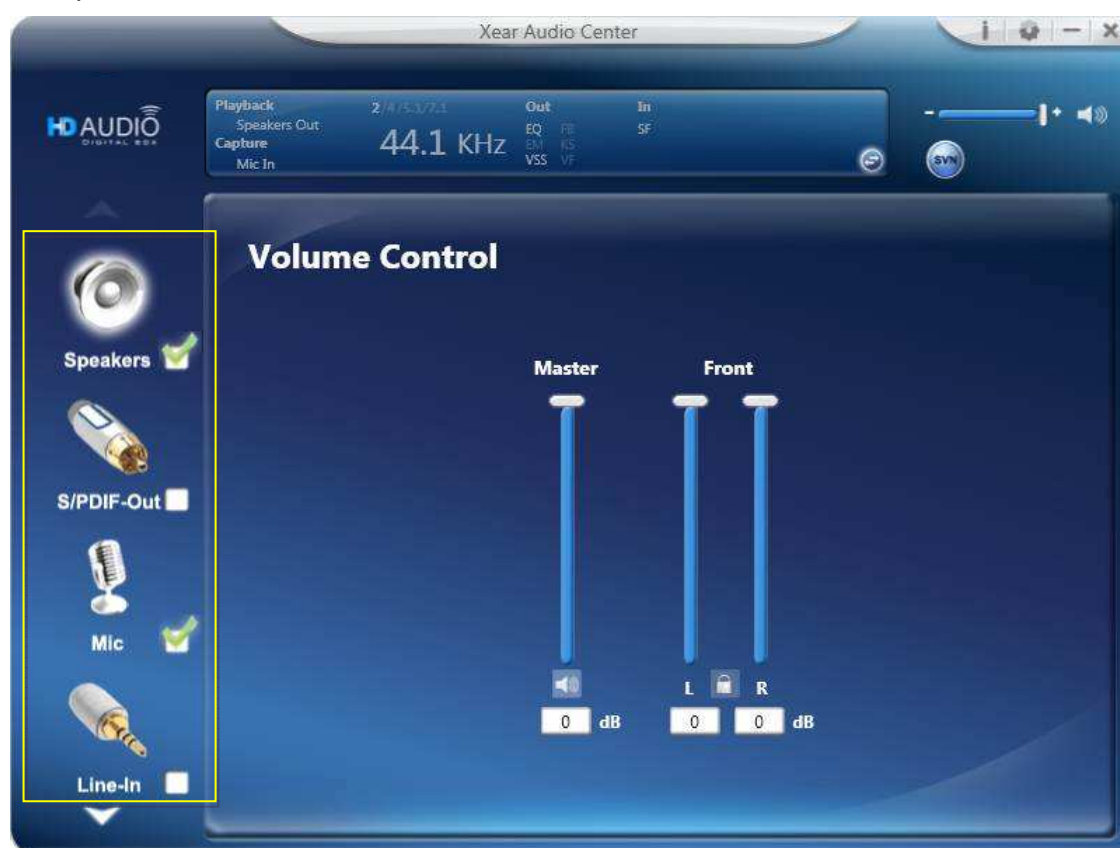 Xear Audio Center
i
HD AUDIO
DIGITAL BOX
Playback
Speakers Out
Capture
Mic In
2/4/5.1/7.1
44.1 KHz
Out
EQ FB
EM KS
VSS VF
In
SF
- +
SVN
Volume Control
Speakers
S/PDIF-Out
Mic
Line-In
Master Front
L R
0 dB 0 0 dB